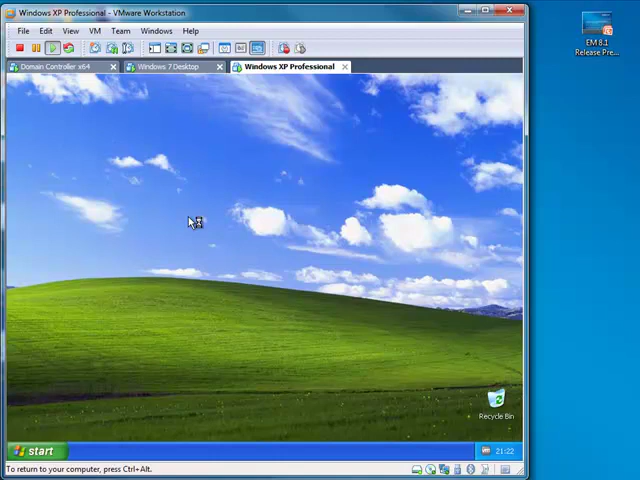 Windows XP Professional - VMware Workstation
File Edit View VM Team Windows Help
Domain Controller x64
Windows 7 Desktop
Windows XP Professional
EM 8.1
Release Pre...
Recycle Bin
start
21:22
To return to your computer, press Ctrl+Alt.